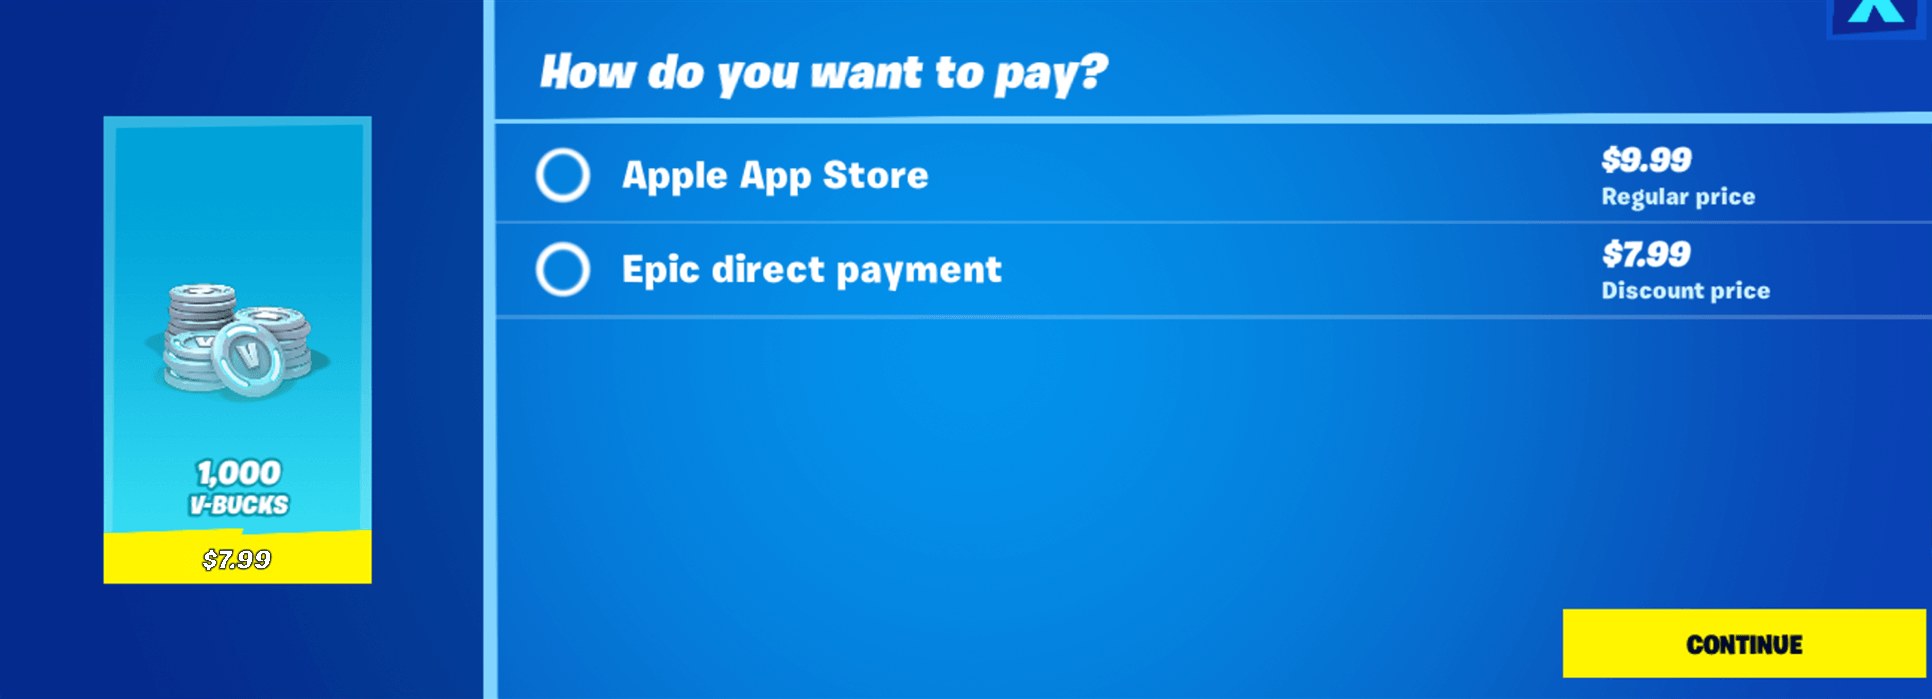 How do you want to pay?
Apple App Store
$9.99
Regular price
Epic direct payment
$7.99
Discount price
1,000
V-BUCKS
$7.99
CONTINUE